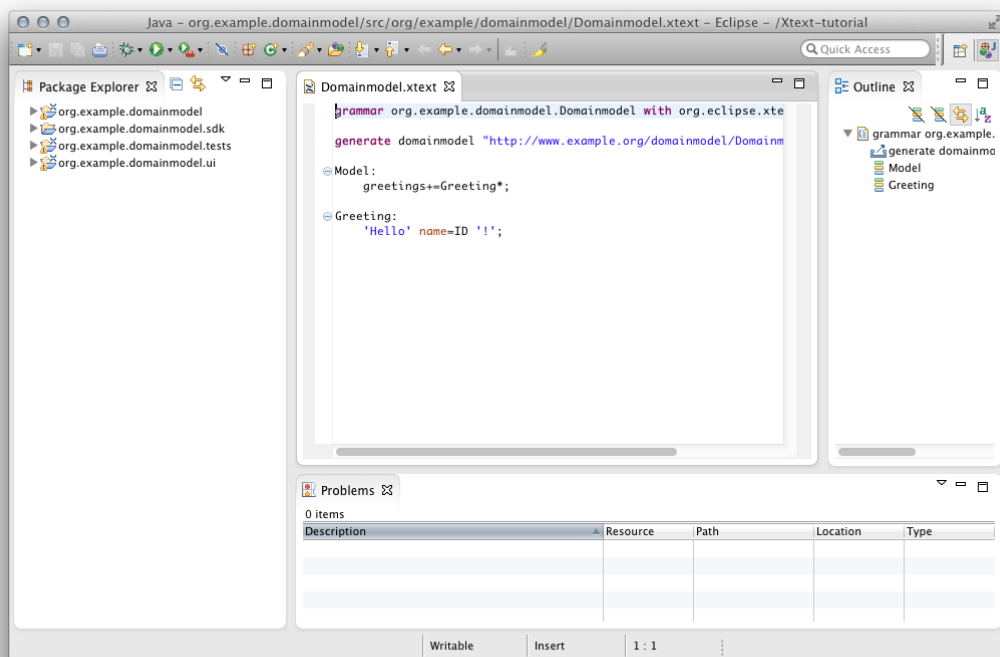 Java – org.example.domainmodel/src/org/example/domainmodel/Domainmodel.xtext – Eclipse – /Xtext-tutorial
Quick Access
Package Explorer
org.example.domainmodel
org.example.domainmodel.sdk
org.example.domainmodel.tests
org.example.domainmodel.ui
Domainmodel.xtext
grammar org.example.domainmodel.Domainmodel with org.eclipse.xte
generate domainmodel "http://www.example.org/domainmodel/Domainm
Model:
greetings+=Greeting*;
Greeting:
'Hello' name=ID '!';
Outline
grammar org.example.
generate domainmo
Model
Greeting
Problems
0 items
Description Resource Path Location Type
Writable Insert 1 : 1